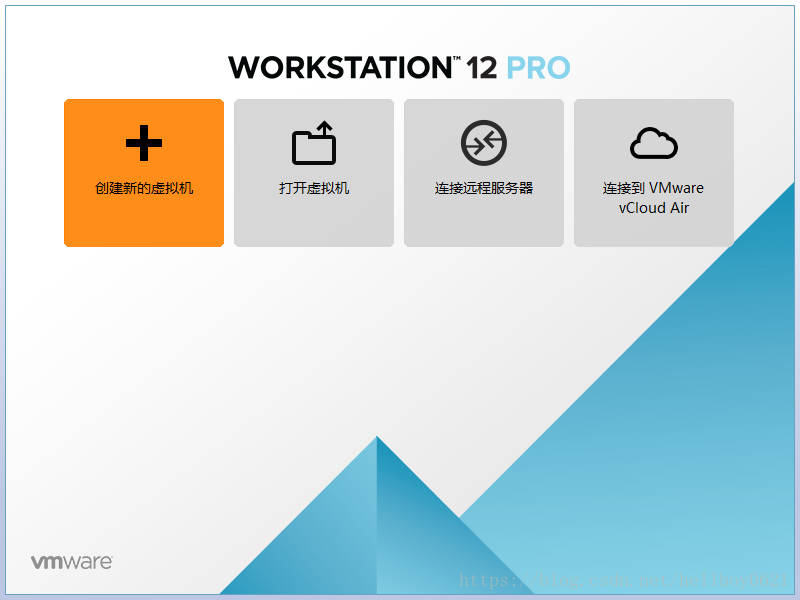 WORKSTATION™ 12 PRO
创建新的虚拟机
打开虚拟机
连接远程服务器
连接到 VMware
vCloud Air
vmware